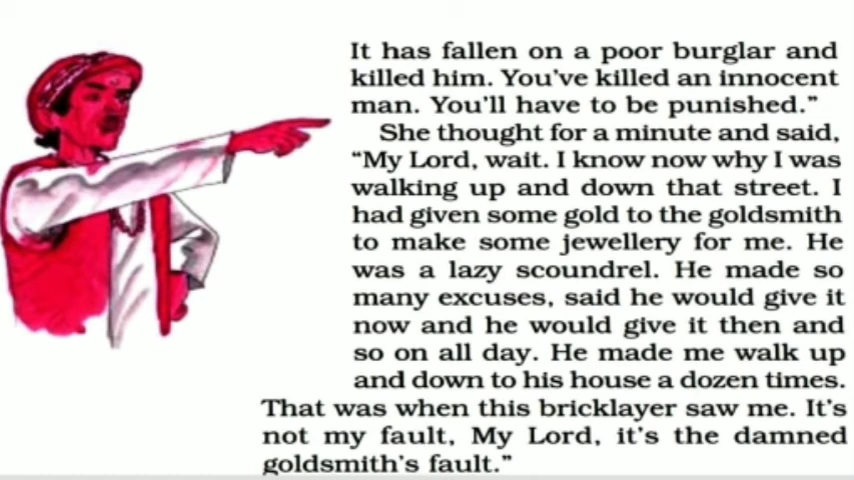 It has fallen on a poor burglar and
killed him. You've killed an innocent
man. You'll have to be punished.”
She thought for a minute and said,
“My Lord, wait. I know now why I was
walking up and down that street. I
had given some gold to the goldsmith
to make some jewellery for me. He
was a lazy scoundrel. He made so
many excuses, said he would give it
now and he would give it then and
so on all day. He made me walk up
and down to his house a dozen times.
That was when this bricklayer saw me. It's
not my fault, My Lord, it's the damned
goldsmith's fault.”